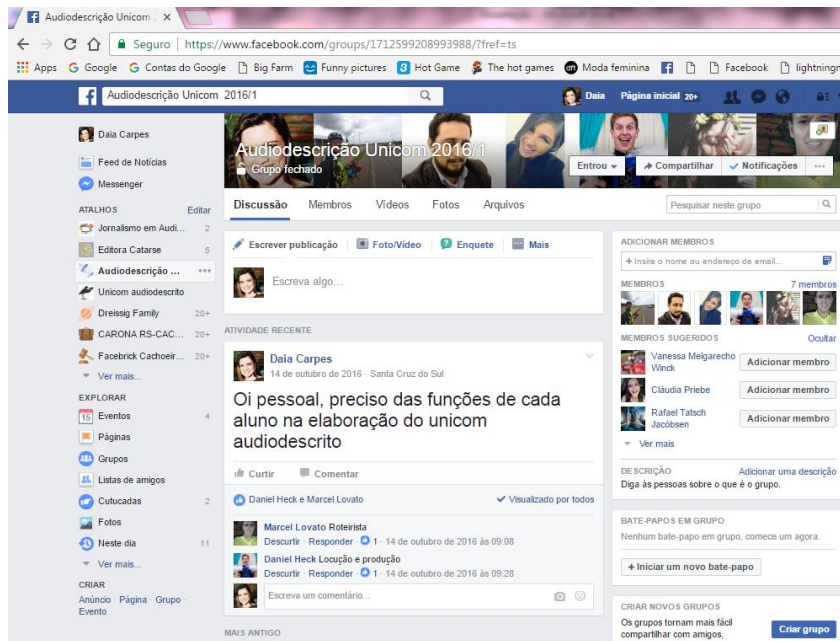 Audiodescrição Unicom
Seguro | https://www.facebook.com/groups/1712599208993988/?fref=ts
Apps Google Contas do Google Big Farm Funny pictures Hot Game The hot games Moda feminina Facebook lightningn
Audiodescrição Unicom 2016/1
Daia Página inicial 20+
Daia Carpes
Feed de Notícias
Messenger
ATALHOS Editar
Jornalismo em Audi... 2
Editora Catarse 5
Audiodescrição ...
Unicom audiodescrito
Dreissig Family 20+
CARONA RS-CAC... 20+
Facebrick Cachoeir... 20+
Ver mais...
EXPLORAR
15 Eventos 4
Páginas
Grupos
Listas de amigos
Cutucadas 2
Fotos
Neste dia 11
Ver mais...
CRIAR
Anúncio · Página · Grupo ·
Evento
Audiodescrição Unicom 2016/1
Grupo fechado
Entrou Compartilhar Notificações ...
Discussão Membros Vídeos Fotos Arquivos
Pesquisar neste grupo
Escrever publicação Foto/Vídeo Enquete Mais
Escreva algo...
ATIVIDADE RECENTE
Daia Carpes
14 de outubro de 2016 · Santa Cruz do Sul
Oi pessoal, preciso das funções de cada
aluno na elaboração do unicom
audiodescrito
Curtir Comentar
Daniel Heck e Marcel Lovato Visualizado por todos
Marcel Lovato Roteirista
Descurtir · Responder · 1 · 14 de outubro de 2016 às 09:08
Daniel Heck Locução e produção
Descurtir · Responder · 1 · 14 de outubro de 2016 às 09:28
Escreva um comentário...
MAIS ANTIGO
ADICIONAR MEMBROS
+ Insira o nome ou endereço de email...
MEMBROS 7 membros
MEMBROS SUGERIDOS Ocultar
Vanessa Melgarecho
Winck
Adicionar membro
Cláudia Priebe Adicionar membro
Rafael Tatsch
Jacóbsen
Adicionar membro
Ver mais
DESCRIÇÃO Adicionar uma descrição
Diga às pessoas sobre o que é o grupo.
BATE-PAPOS EM GRUPO
Nenhum bate-papo em grupo, comece um agora.
+ Iniciar um novo bate-papo
CRIAR NOVOS GRUPOS
Os grupos tornam mais fácil
compartilhar com amigos,
Criar grupo